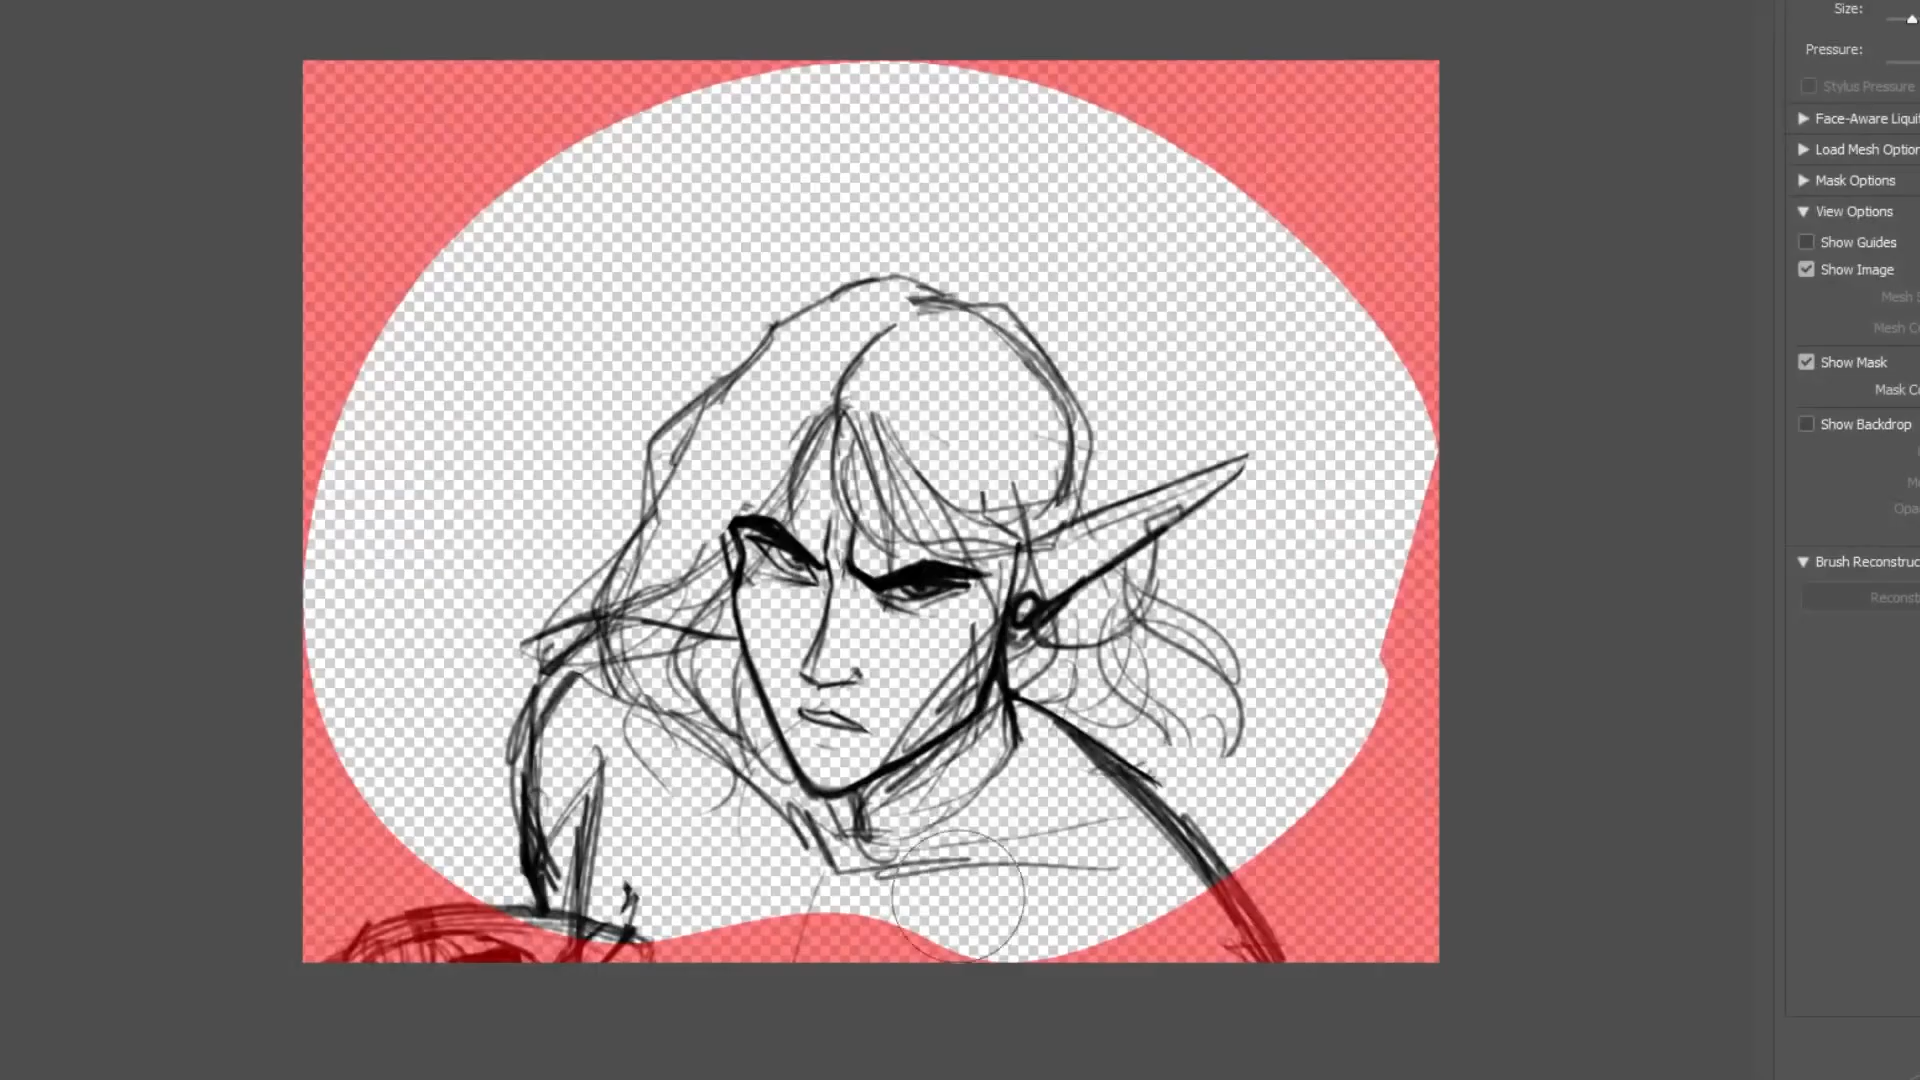 Size:
Pressure:
Stylus Pressure
Face-Aware Liqui
Load Mesh Option
Mask Options
View Options
Show Guides
Show Image
Mesh
Mesh C
Show Mask
Mask C
Show Backdrop
M
Opa
Brush Reconstruc
Reconst